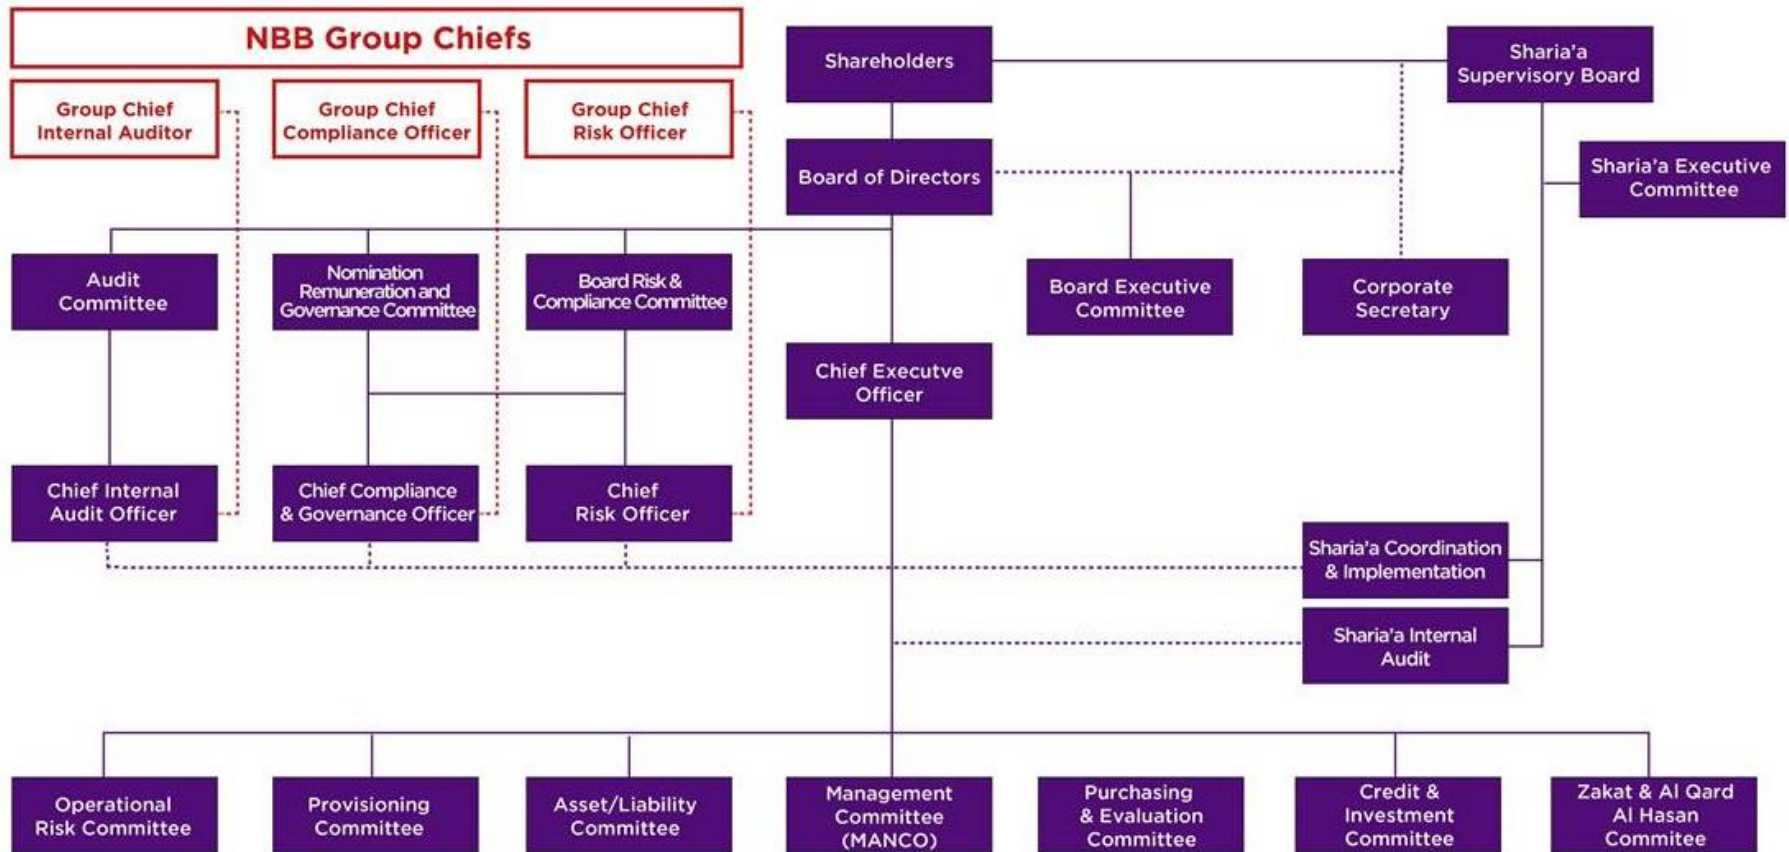 NBB Group Chiefs
Group Chief
Internal Auditor
Group Chief
Compliance Officer
Group Chief
Risk Officer
Shareholders
Sharia'a
Supervisory Board
Board of Directors
Sharia'a Executive
Committee
Audit
Committee
Nomination
Remuneration and
Governance Committee
Board Risk &
Compliance Committee
Board Executive
Committee
Corporate
Secretary
Chief Executve
Officer
Chief Internal
Audit Officer
Chief Compliance
& Governance Officer
Chief
Risk Officer
Sharia'a Coordination
& Implementation
Sharia'a Internal
Audit
Operational
Risk Committee
Provisioning
Committee
Asset/Liability
Committee
Management
Committee
(MANCO)
Purchasing
& Evaluation
Committee
Credit &
Investment
Committee
Zakat & Al Qard
Al Hasan
Commitee